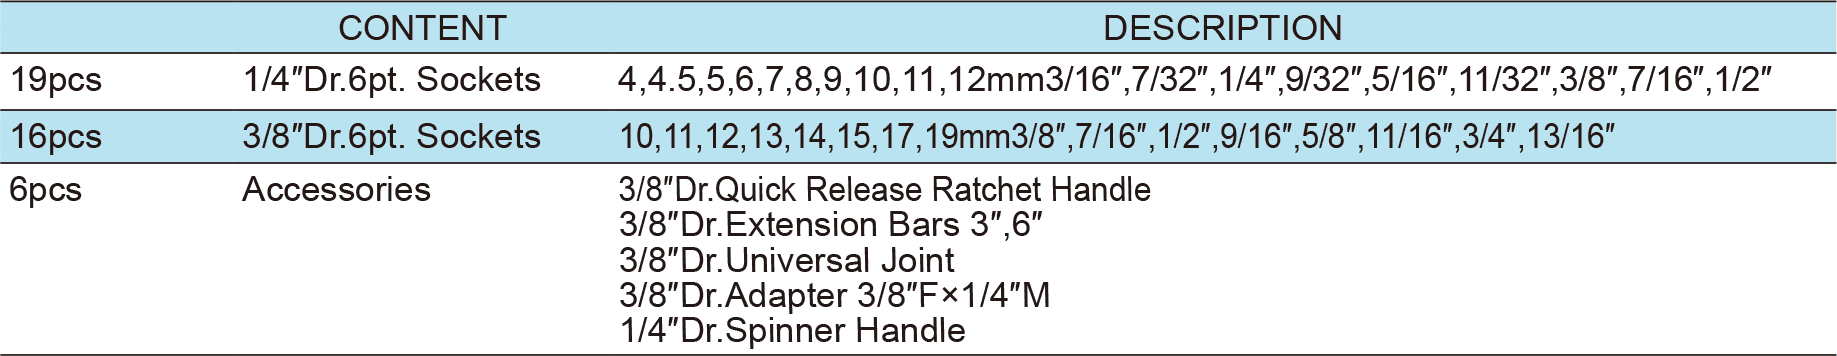 CONTENT DESCRIPTION
19pcs 1/4″Dr.6pt. Sockets 4,4.5,5,6,7,8,9,10,11,12mm3/16″,7/32″,1/4″,9/32″,5/16″,11/32″,3/8″,7/16″,1/2″
16pcs 3/8″Dr.6pt. Sockets 10,11,12,13,14,15,17,19mm3/8″,7/16″,1/2″,9/16″,5/8″,11/16″,3/4″,13/16″
6pcs Accessories 3/8″Dr.Quick Release Ratchet Handle
3/8″Dr.Extension Bars 3″,6″
3/8″Dr.Universal Joint
3/8″Dr.Adapter 3/8″F×1/4″M
1/4″Dr.Spinner Handle